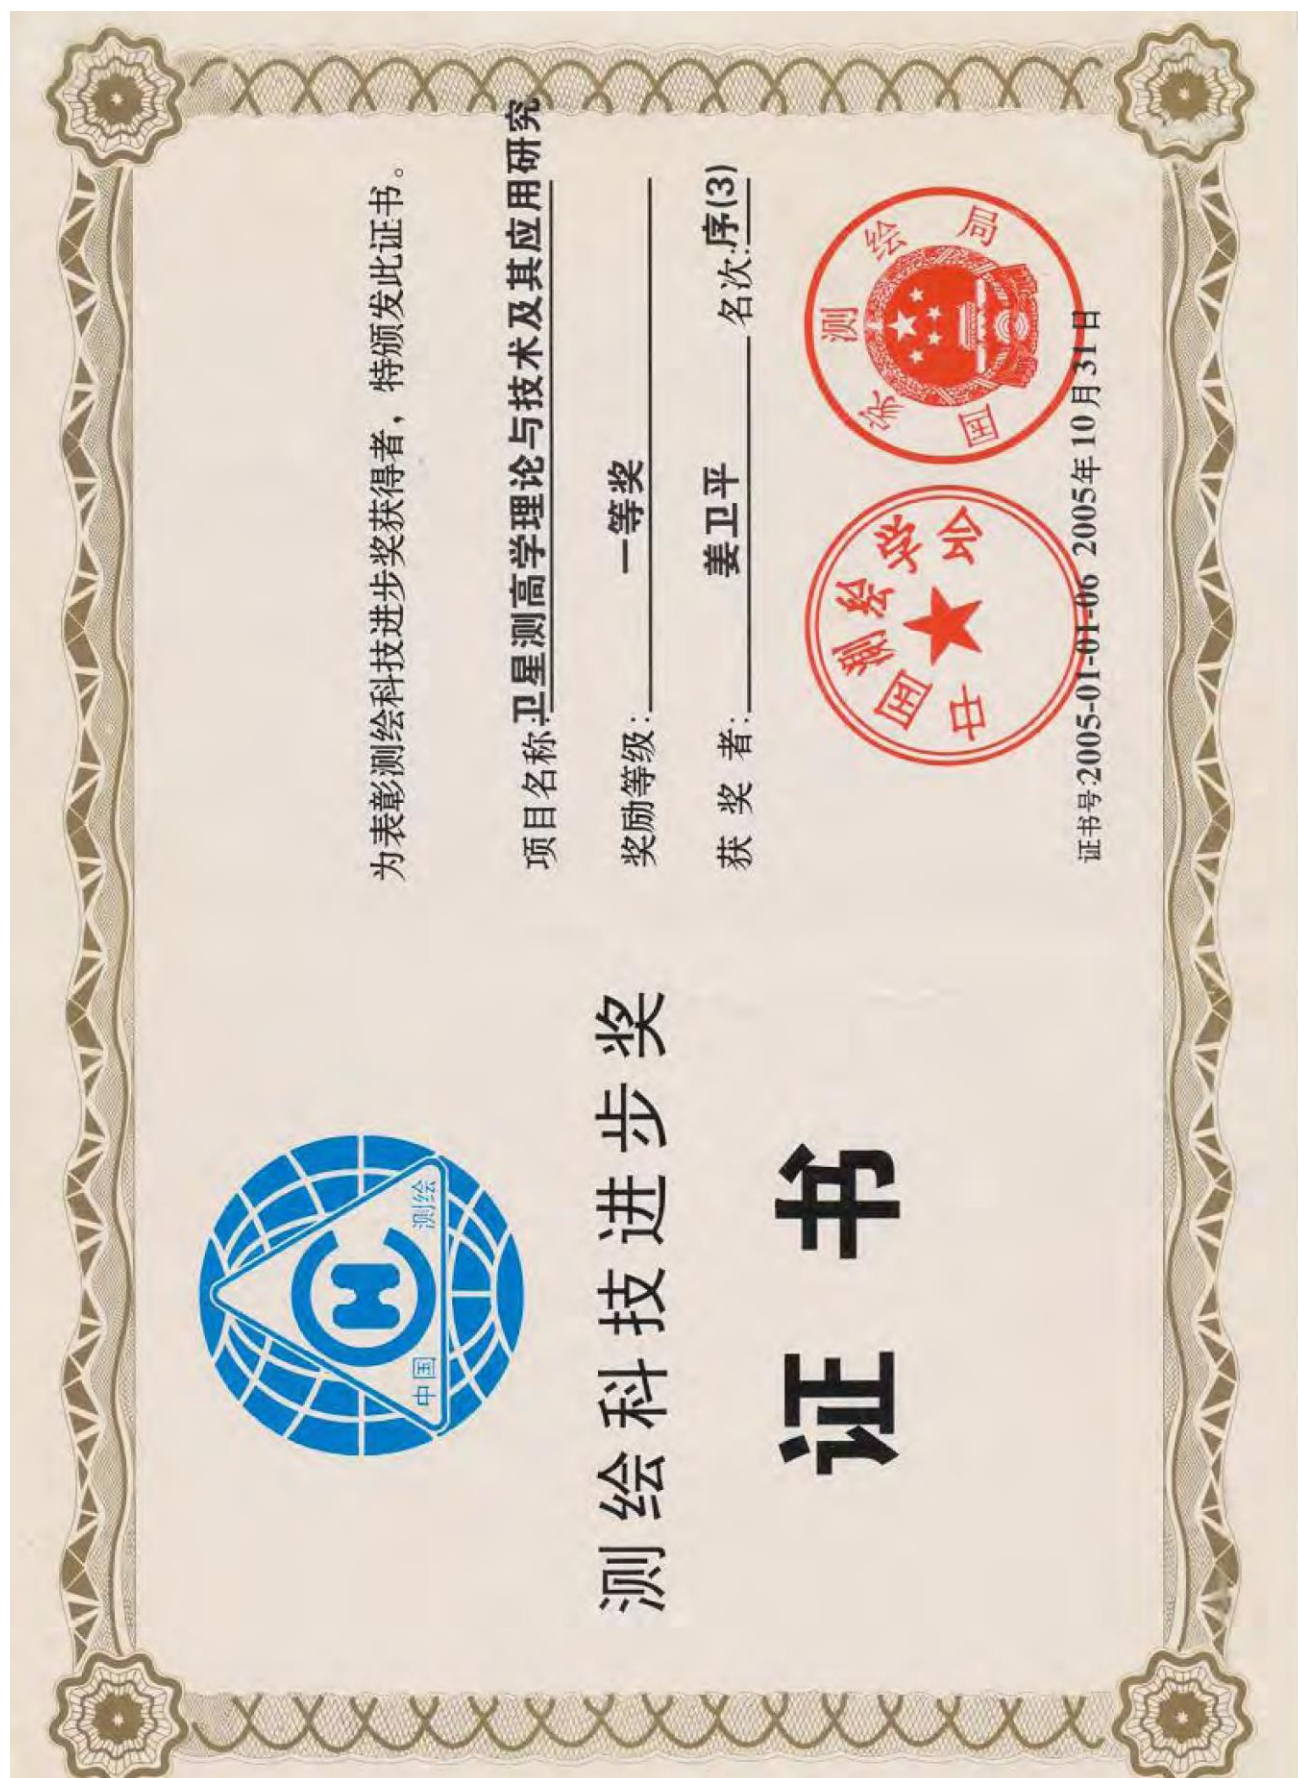 中国 测绘
测绘科技进步奖
证书
为表彰测绘科技进步奖获得者，特颁发此证书。
项目名称:卫星测高学理论与技术及其应用研究
奖励等级：一等奖
获 奖 者：姜卫平 名次:序(3)
中国测绘学会
国家测绘局
证书号:2005-01-01-06 2005年10月31日